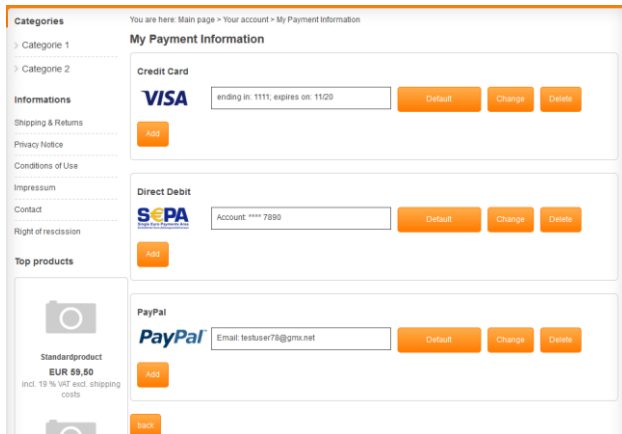 Categories
> Categorie 1
> Categorie 2
Informations
Shipping & Returns
Privacy Notice
Conditions of Use
Impressum
Contact
Right of rescission
Top products
Standardproduct
EUR 59,50
incl. 19 % VAT excl. shipping
costs
You are here: Main page > Your account > My Payment Information
My Payment Information
Credit Card
VISA
ending in: 1111; expires on: 11/20
Default
Change
Delete
Add
Direct Debit
S€PA
Single Euro Payments Area
Account: **** 7890
Default
Change
Delete
Add
PayPal
PayPal
Email: testuser78@gmx.net
Default
Change
Delete
Add
back